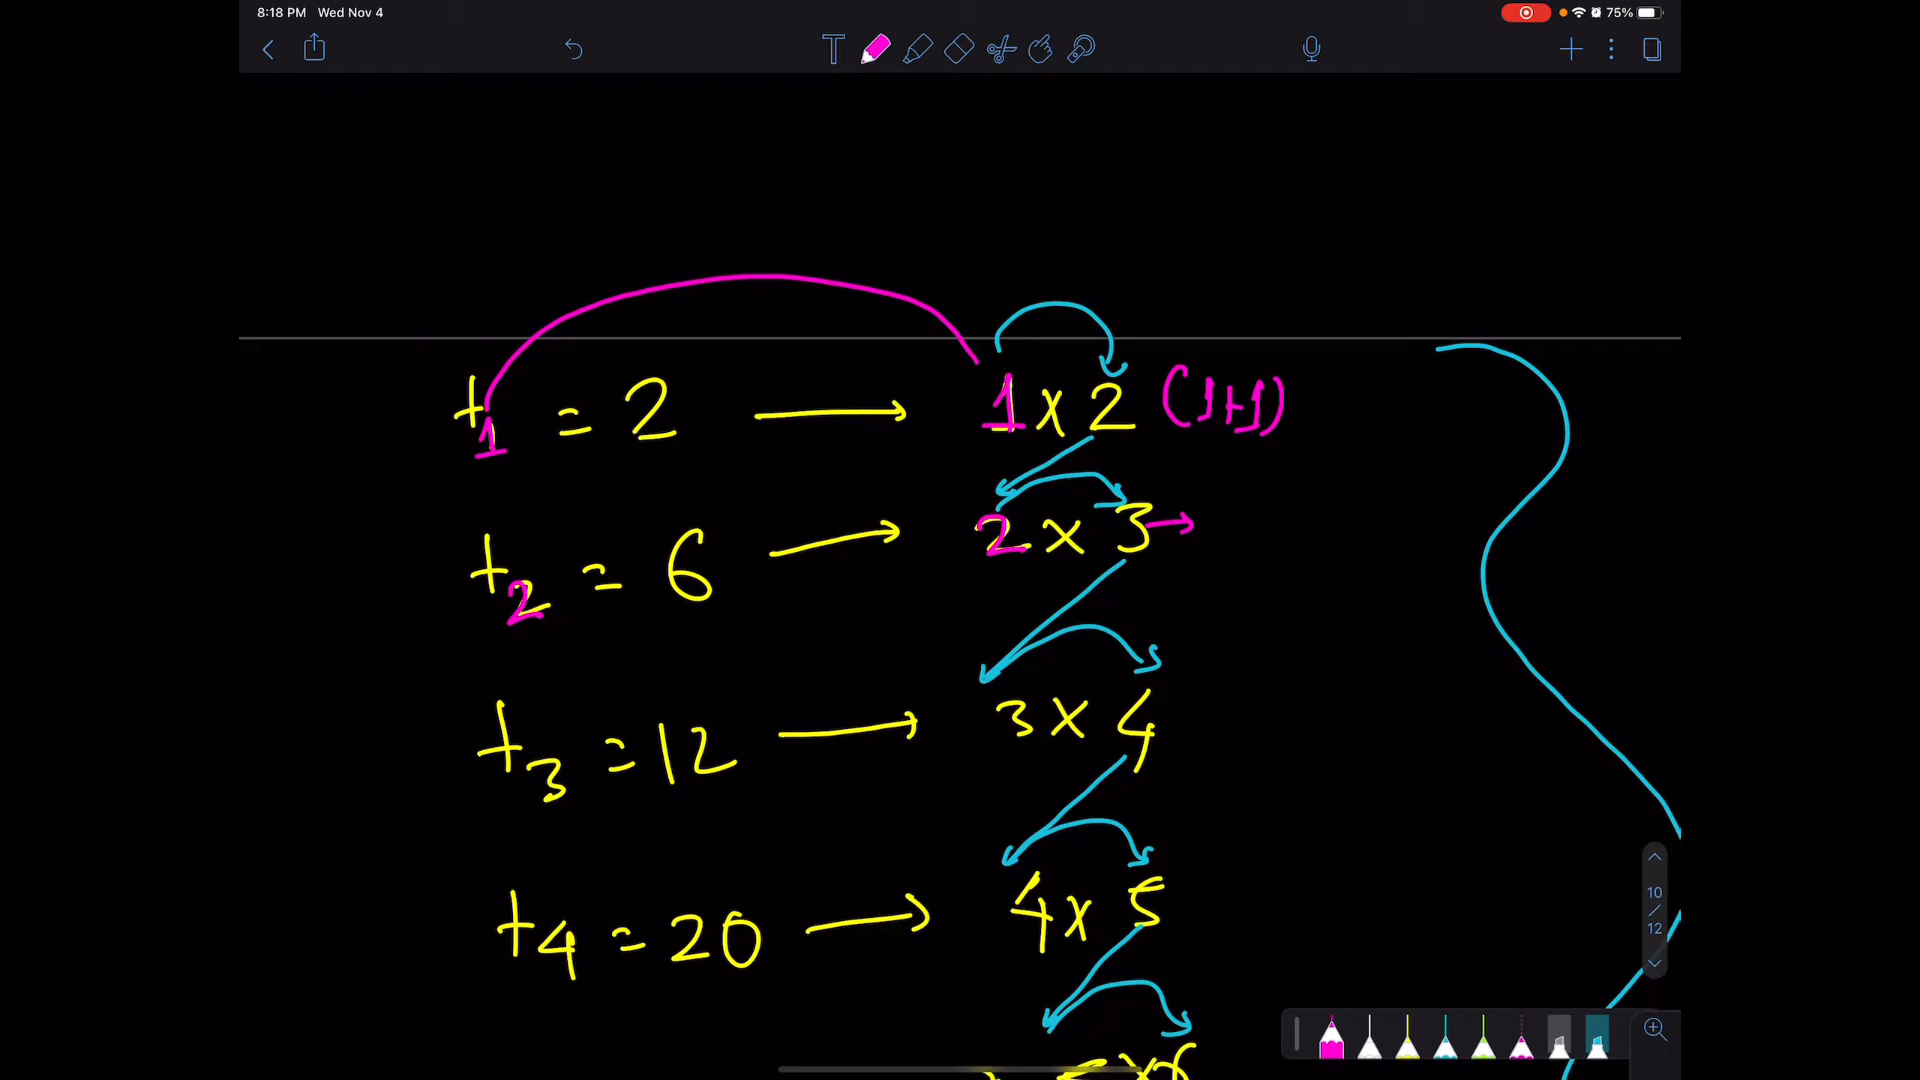 8:18 PM Wed Nov 4
75%
T
t1 = 2 → 1 x 2 (1+1)
t2 = 6 → 2 x 3 →
t3 = 12 → 3 x 4
t4 = 20 → 4 x 5
10
/
12